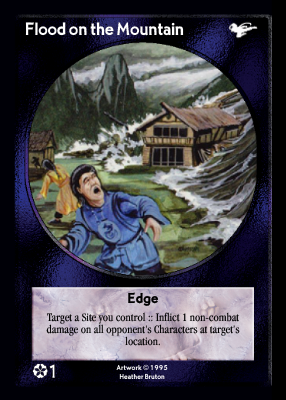 Flood on the Mountain
Edge
Target a Site you control :: Inflict 1 non-combat
damage on all opponent's Characters at target's
location.
1
Artwork © 1995
Heather Bruton